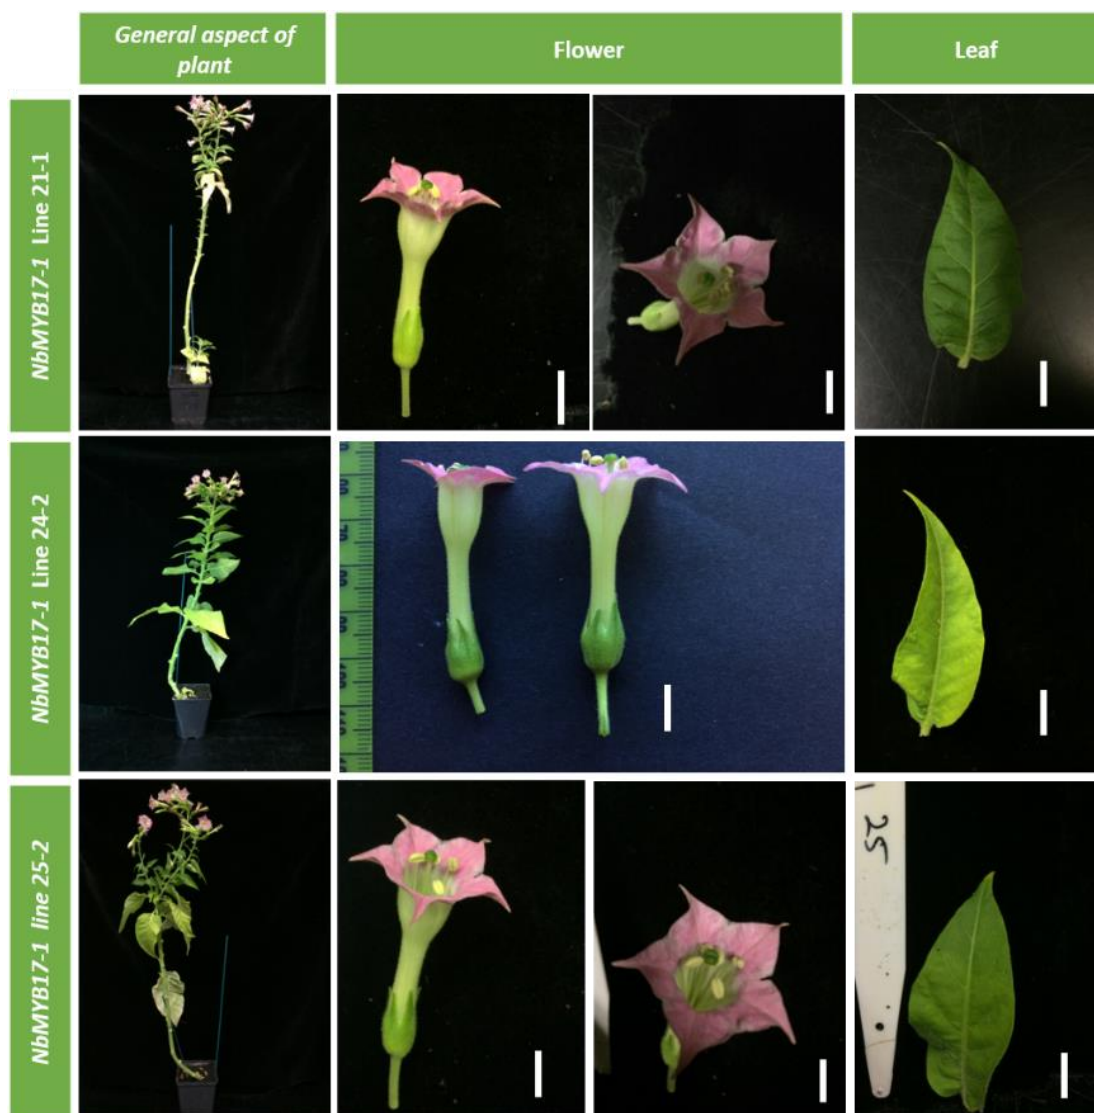 General aspect of
plant
Flower
Leaf
NbMYB17-1 Line 21-1
NbMYB17-1 Line 24-2
NbMYB17-1 line 25-2
25